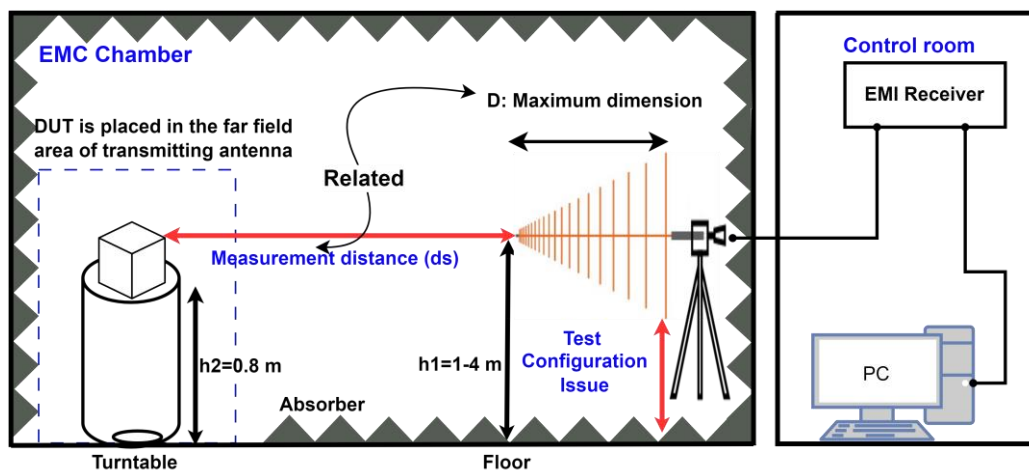 EMC Chamber
Control room
EMI Receiver
D: Maximum dimension
DUT is placed in the far field
area of transmitting antenna
Related
Measurement distance (ds)
h2=0.8 m
h1=1-4 m
Test
Configuration
Issue
PC
Absorber
Turntable
Floor